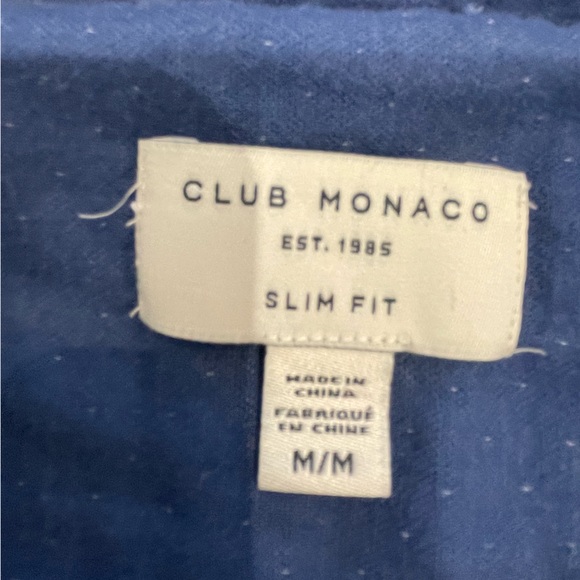 CLUB MONACO
EST. 1985
SLIM FIT
MADE IN
CHINA
FABRIQUÉ
EN CHINE
M/M